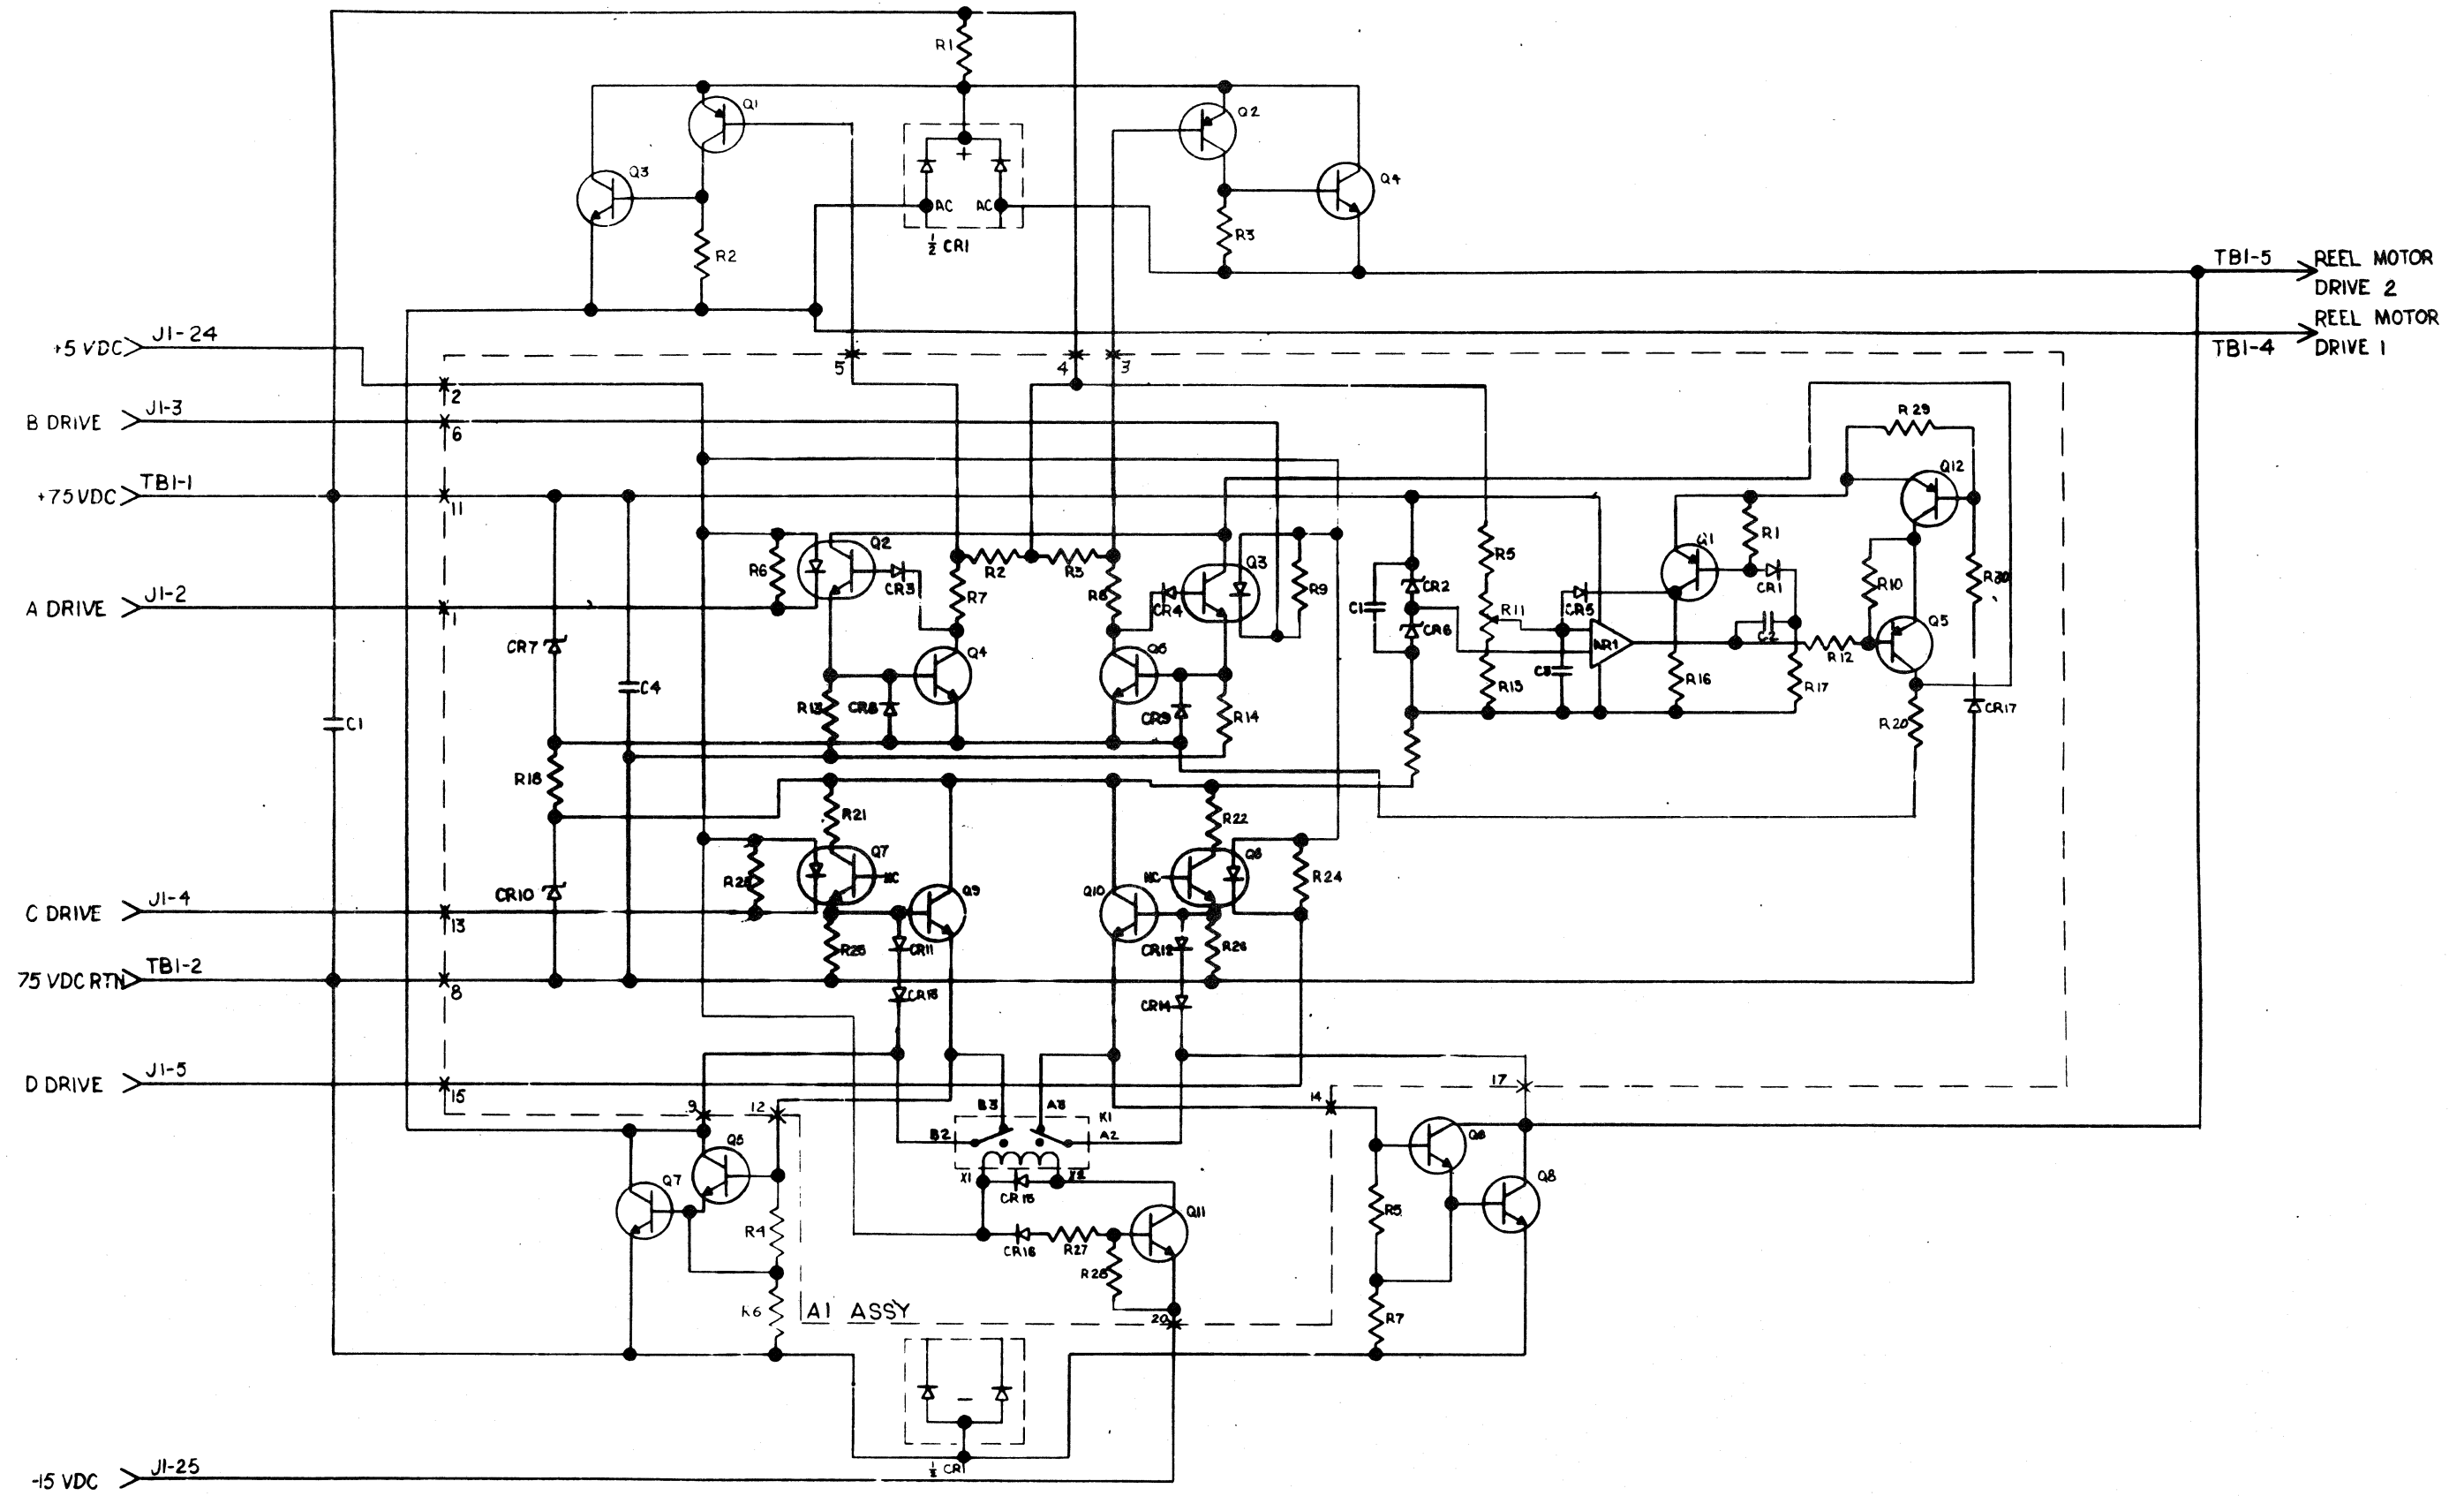 R1
Q1
Q2
Q3
+
AC AC
Q4
R2
½ CR1
R3
TB1-5
REEL MOTOR
DRIVE 2
REEL MOTOR
DRIVE 1
TB1-4
+5 VDC J1-24
5 4 3
2
B DRIVE J1-3
6
R29
+75VDC TB1-1
11
Q12
R6 Q2 CR3 R2 R3 Q3
R7 R8 CR4 R9
R5 Q1 R1 CR1
R10 R30
C1 CR2 CR6 R11 CR5
A DRIVE J1-2
1
AR1 C2 R12 Q5
CR7 Q4
C3 R15 R16 R17
C4 R13 CR8 CR9 R14
R20 CR17
C1
R18
R21 R22
Q7 NC NC
R24
CR10 Q9 Q10
C DRIVE J1-4
13
R25 CR11 CR12 R26
75 VDC RTN TB1-2
8
CR13 CR14
D DRIVE J1-5
15
9 12 14 17
B3 A3 K1
B2 A2
Q6
Q7
X1 X2
CR15
Q11
Q8
R4
CR16 R27
R5
R28
R6
A1 ASSY
20
R7
−
½ CR1
-15 VDC J1-25